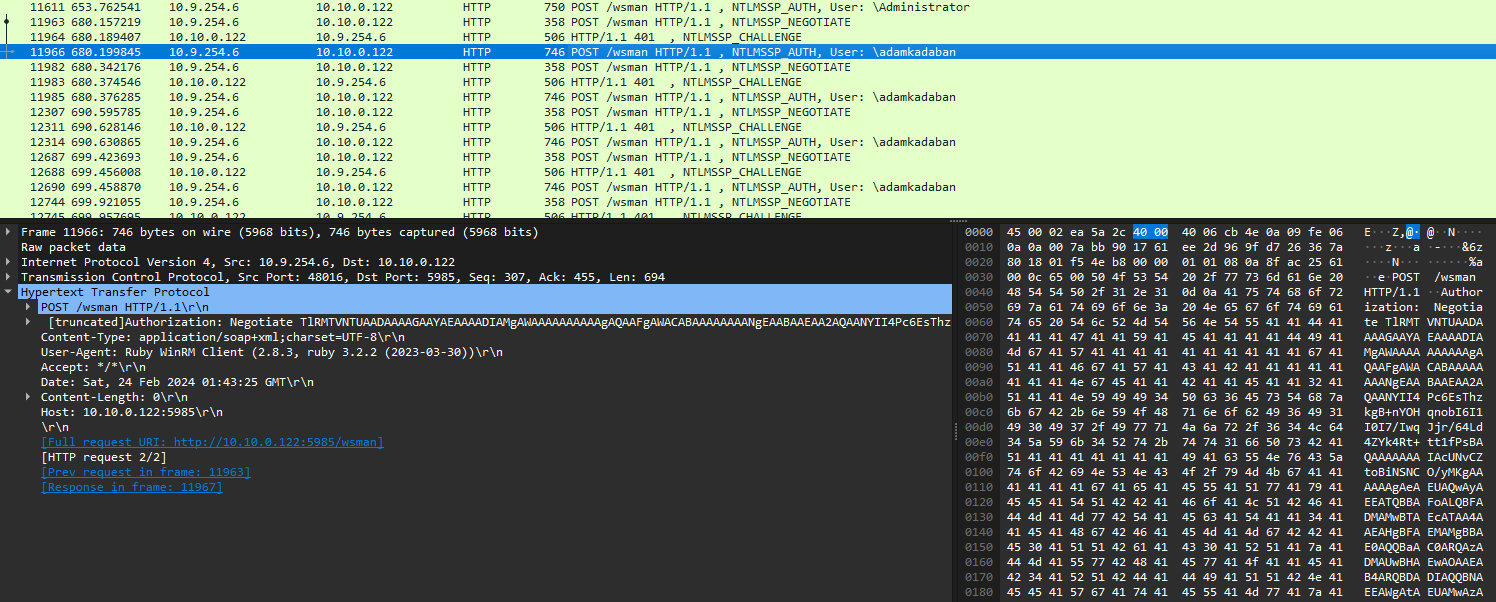 11611 653.762541 10.9.254.6 10.10.0.122 HTTP 750 POST /wsman HTTP/1.1 , NTLMSSP_AUTH, User: \Administrator
11963 680.157219 10.9.254.6 10.10.0.122 HTTP 358 POST /wsman HTTP/1.1 , NTLMSSP_NEGOTIATE
11964 680.189407 10.10.0.122 10.9.254.6 HTTP 506 HTTP/1.1 401 , NTLMSSP_CHALLENGE
11966 680.199845 10.9.254.6 10.10.0.122 HTTP 746 POST /wsman HTTP/1.1 , NTLMSSP_AUTH, User: \adamkadaban
11982 680.342176 10.9.254.6 10.10.0.122 HTTP 358 POST /wsman HTTP/1.1 , NTLMSSP_NEGOTIATE
11983 680.374546 10.10.0.122 10.9.254.6 HTTP 506 HTTP/1.1 401 , NTLMSSP_CHALLENGE
11985 680.376285 10.9.254.6 10.10.0.122 HTTP 746 POST /wsman HTTP/1.1 , NTLMSSP_AUTH, User: \adamkadaban
12307 690.595785 10.9.254.6 10.10.0.122 HTTP 358 POST /wsman HTTP/1.1 , NTLMSSP_NEGOTIATE
12311 690.628146 10.10.0.122 10.9.254.6 HTTP 506 HTTP/1.1 401 , NTLMSSP_CHALLENGE
12314 690.630865 10.9.254.6 10.10.0.122 HTTP 746 POST /wsman HTTP/1.1 , NTLMSSP_AUTH, User: \adamkadaban
12687 699.423693 10.9.254.6 10.10.0.122 HTTP 358 POST /wsman HTTP/1.1 , NTLMSSP_NEGOTIATE
12688 699.456008 10.10.0.122 10.9.254.6 HTTP 506 HTTP/1.1 401 , NTLMSSP_CHALLENGE
12690 699.458870 10.9.254.6 10.10.0.122 HTTP 746 POST /wsman HTTP/1.1 , NTLMSSP_AUTH, User: \adamkadaban
12744 699.921055 10.9.254.6 10.10.0.122 HTTP 358 POST /wsman HTTP/1.1 , NTLMSSP_NEGOTIATE
12745 699.957695 10.10.0.122 10.9.254.6 HTTP 506 HTTP/1.1 401 , NTLMSSP_CHALLENGE
Frame 11966: 746 bytes on wire (5968 bits), 746 bytes captured (5968 bits)
Raw packet data
Internet Protocol Version 4, Src: 10.9.254.6, Dst: 10.10.0.122
Transmission Control Protocol, Src Port: 48016, Dst Port: 5985, Seq: 307, Ack: 455, Len: 694
Hypertext Transfer Protocol
POST /wsman HTTP/1.1\r\n
[truncated]Authorization: Negotiate TlRMTVNTUAADAAAAGAAYAEAAAADIAMgAWAAAAAAAAAAgAQAAFgAWACABAAAAAAAANgEAABAAEAA2AQAANYII4Pc6EsThz
Content-Type: application/soap+xml;charset=UTF-8\r\n
User-Agent: Ruby WinRM Client (2.8.3, ruby 3.2.2 (2023-03-30))\r\n
Accept: */*\r\n
Date: Sat, 24 Feb 2024 01:43:25 GMT\r\n
Content-Length: 0\r\n
Host: 10.10.0.122:5985\r\n
\r\n
[Full request URI: http://10.10.0.122:5985/wsman]
[HTTP request 2/2]
[Prev request in frame: 11963]
[Response in frame: 11967]
0000 45 00 02 ea 5a 2c 40 00 40 06 cb 4e 0a 09 fe 06 E···Z,@· @··N····
0010 0a 0a 00 7a bb 90 17 61 ee 2d 96 9f d7 26 36 7a ···z···a ·-···&6z
0020 80 18 01 f5 4e b8 00 00 01 01 08 0a 8f ac 25 61 ····N··· ······%a
0030 00 0c 65 00 50 4f 53 54 20 2f 77 73 6d 61 6e 20 ··e·POST /wsman
0040 48 54 54 50 2f 31 2e 31 0d 0a 41 75 74 68 6f 72 HTTP/1.1 ··Author
0050 69 7a 61 74 69 6f 6e 3a 20 4e 65 67 6f 74 69 61 ization: Negotia
0060 74 65 20 54 6c 52 4d 54 56 4e 54 55 41 41 44 41 te TlRMT VNTUAADA
0070 41 41 41 47 41 41 59 41 45 41 41 41 41 44 49 41 AAAGAAYA EAAAADIA
0080 4d 67 41 57 41 41 41 41 41 41 41 41 41 41 67 41 MgAWAAAA AAAAAAgA
0090 51 41 41 46 67 41 57 41 43 41 42 41 41 41 41 41 QAAFgAWA CABAAAAA
00a0 41 41 41 4e 67 45 41 41 42 41 41 45 41 41 32 41 AAANgEAA BAAEAA2A
00b0 51 41 41 4e 59 49 49 34 50 63 36 45 73 54 68 7a QAANYII4 Pc6EsThz
00c0 6b 67 42 2b 6e 59 4f 48 71 6e 6f 62 49 36 49 31 kgB+nYOH qnobI6I1
00d0 49 30 49 37 2f 49 77 71 4a 6a 72 2f 36 34 4c 64 I0I7/Iwq Jjr/64Ld
00e0 34 5a 59 6b 34 52 74 2b 74 74 31 66 50 73 42 41 4ZYk4Rt+ tt1fPsBA
00f0 51 41 41 41 41 41 41 41 49 41 63 55 4e 76 43 5a QAAAAAAA IAcUNvCZ
0100 74 6f 42 69 4e 53 4e 43 4f 2f 79 4d 4b 67 41 41 toBiNSNC O/yMKgAA
0110 41 41 41 41 67 41 65 41 45 55 41 51 77 41 79 41 AAAAgAeA EUAQwAyA
0120 45 45 41 54 51 42 42 41 46 6f 41 4c 51 42 46 41 EEATQBBA FoALQBFA
0130 44 4d 41 4d 77 42 54 41 45 63 41 54 41 41 34 41 DMAMwBTA EcATAA4A
0140 41 45 41 48 67 42 46 41 45 4d 41 4d 67 42 42 41 AEAHgBFA EMAMgBBA
0150 45 30 41 51 51 42 61 41 43 30 41 52 51 41 7a 41 E0AQQBaA C0ARQAzA
0160 44 4d 41 55 77 42 48 41 45 77 41 4f 41 41 45 41 DMAUwBHA EwAOAAEA
0170 42 34 41 52 51 42 44 41 44 49 41 51 51 42 4e 41 B4ARQBDA DIAQQBNA
0180 45 45 41 57 67 41 74 41 45 55 41 4d 77 41 7a 41 EEAWgAtA EUAMwAzA